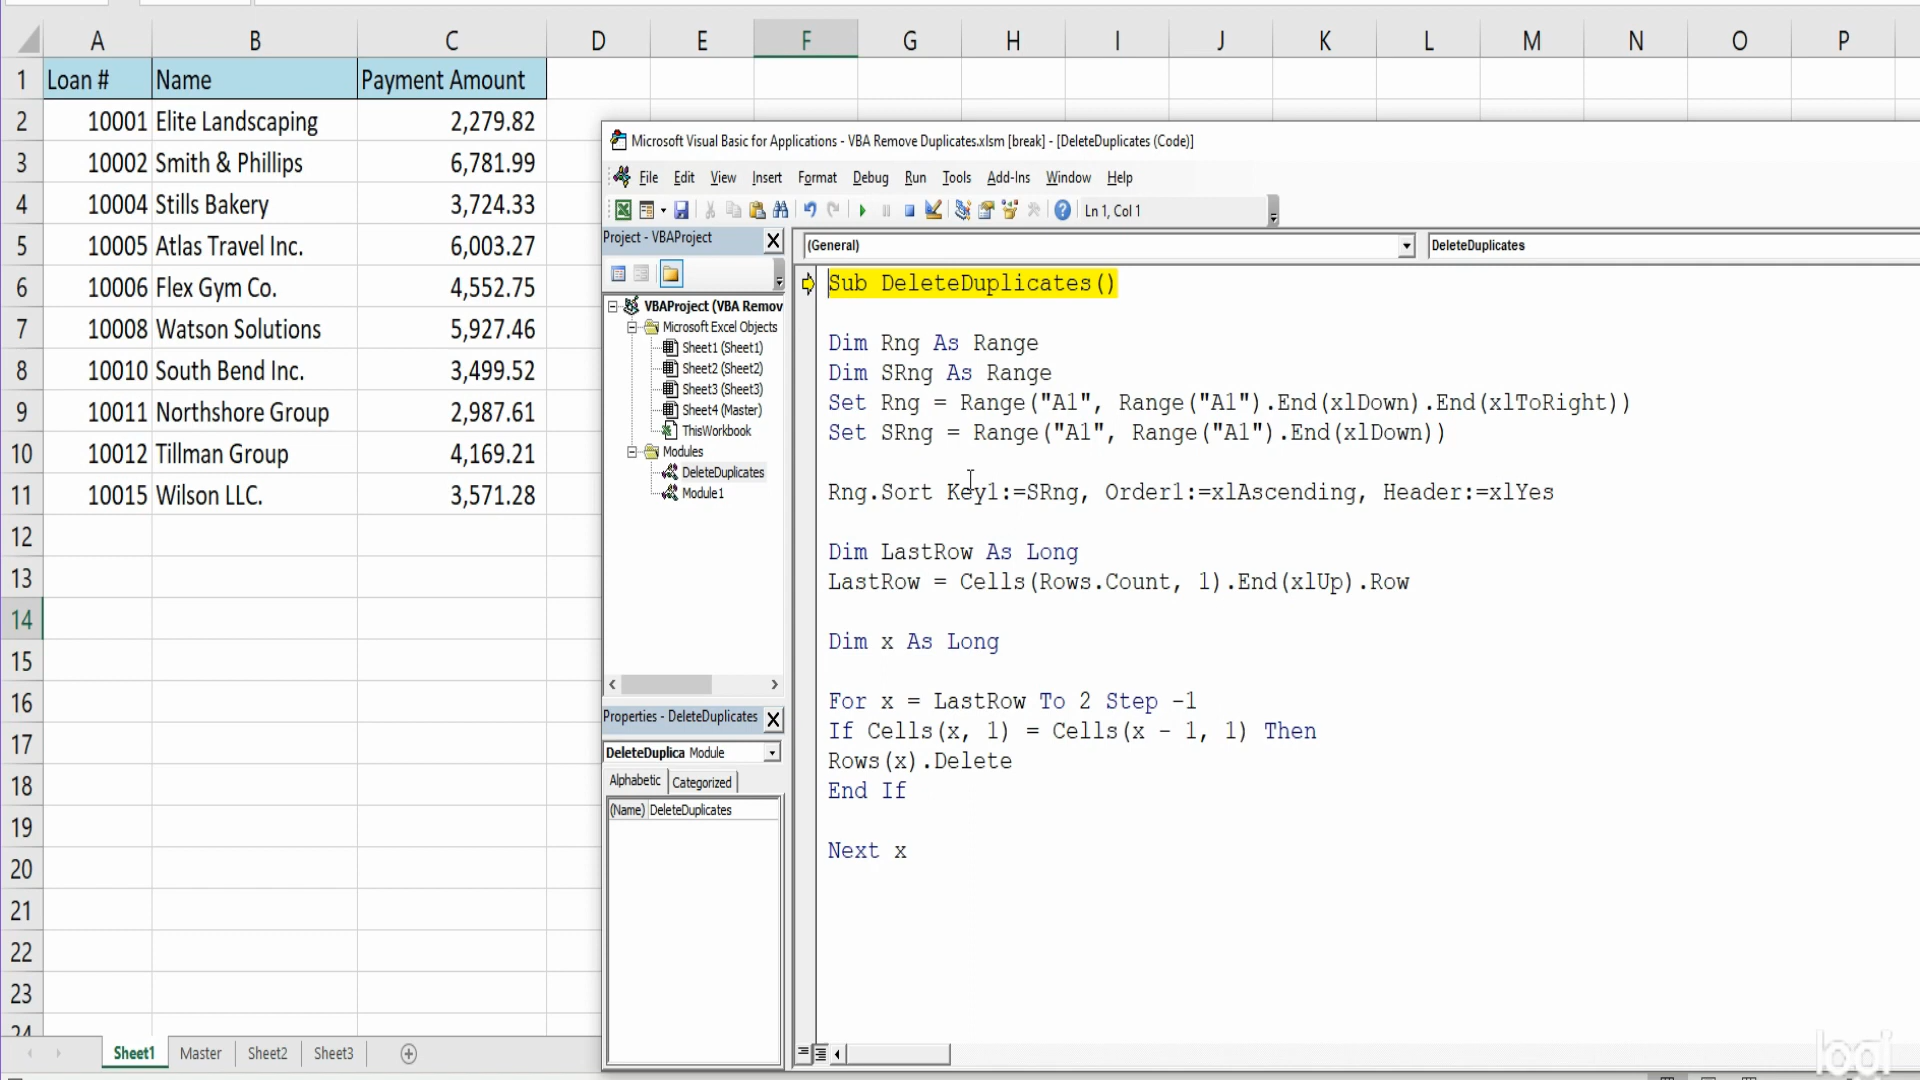 A B C D E F G H I J K L M N O P
1 Loan # Name Payment Amount
2 10001 Elite Landscaping 2,279.82
3 10002 Smith & Phillips 6,781.99
4 10004 Stills Bakery 3,724.33
5 10005 Atlas Travel Inc. 6,003.27
6 10006 Flex Gym Co. 4,552.75
7 10008 Watson Solutions 5,927.46
8 10010 South Bend Inc. 3,499.52
9 10011 Northshore Group 2,987.61
10 10012 Tillman Group 4,169.21
11 10015 Wilson LLC. 3,571.28
12
13
14
15
16
17
18
19
20
21
22
23
24
Sheet1 Master Sheet2 Sheet3
Microsoft Visual Basic for Applications - VBA Remove Duplicates.xlsm [break] - [DeleteDuplicates (Code)]
File Edit View Insert Format Debug Run Tools Add-Ins Window Help
Ln 1, Col 1
Project - VBAProject
VBAProject (VBA Remov
Microsoft Excel Objects
Sheet1 (Sheet1)
Sheet2 (Sheet2)
Sheet3 (Sheet3)
Sheet4 (Master)
ThisWorkbook
Modules
DeleteDuplicates
Module1
Properties - DeleteDuplicates
DeleteDuplica Module
Alphabetic Categorized
(Name) DeleteDuplicates
(General) DeleteDuplicates
Sub DeleteDuplicates()
Dim Rng As Range
Dim SRng As Range
Set Rng = Range("A1", Range("A1").End(xlDown).End(xlToRight))
Set SRng = Range("A1", Range("A1").End(xlDown))
Rng.Sort Key1:=SRng, Order1:=xlAscending, Header:=xlYes
Dim LastRow As Long
LastRow = Cells(Rows.Count, 1).End(xlUp).Row
Dim x As Long
For x = LastRow To 2 Step -1
If Cells(x, 1) = Cells(x - 1, 1) Then
Rows(x).Delete
End If
Next x